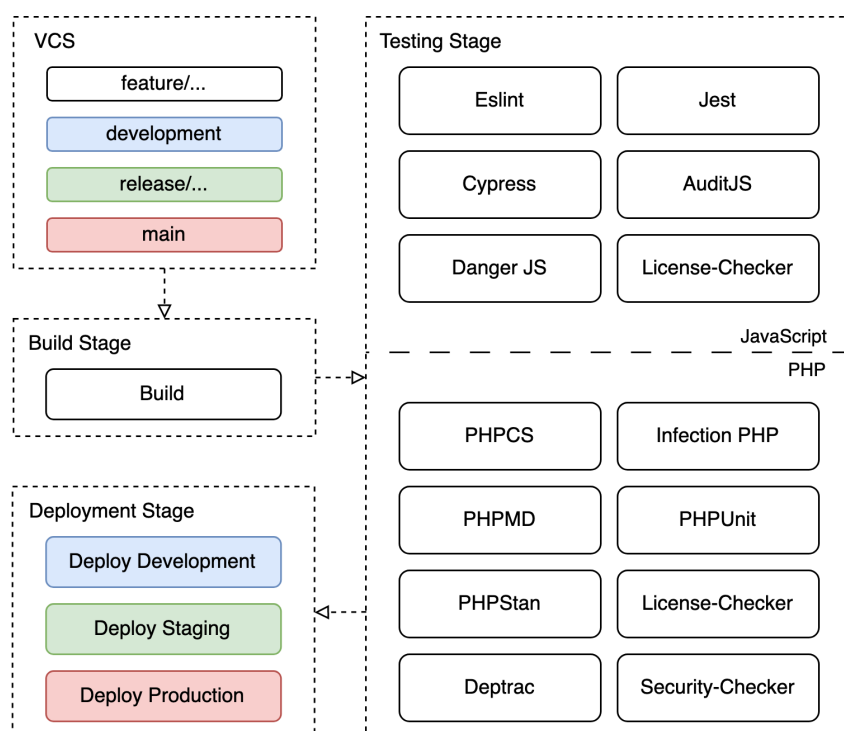 VCS
feature/...
development
release/...
main
Build Stage
Build
Deployment Stage
Deploy Development
Deploy Staging
Deploy Production
Testing Stage
Eslint
Jest
Cypress
AuditJS
Danger JS
License-Checker
JavaScript
PHP
PHPCS
Infection PHP
PHPMD
PHPUnit
PHPStan
License-Checker
Deptrac
Security-Checker